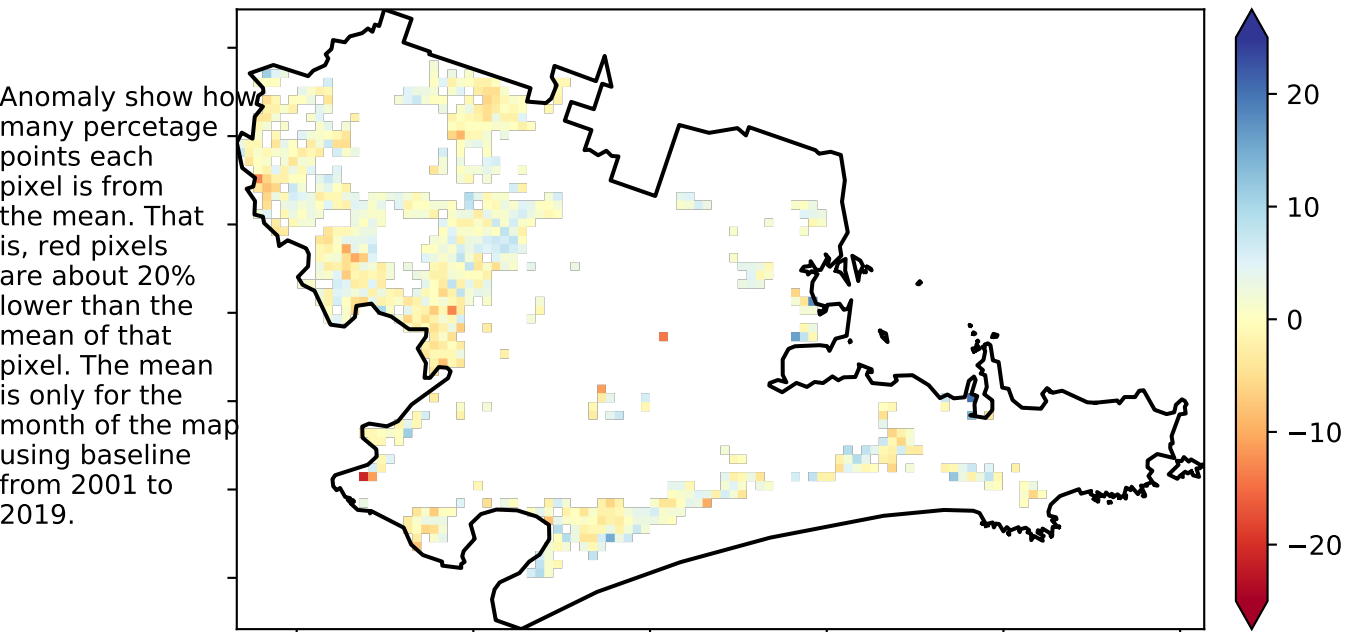 Anomaly show how
many percetage
points each
pixel is from
the mean. That
is, red pixels
are about 20%
lower than the
mean of that
pixel. The mean
is only for the
month of the map
using baseline
from 2001 to
2019.
20
10
0
−10
−20